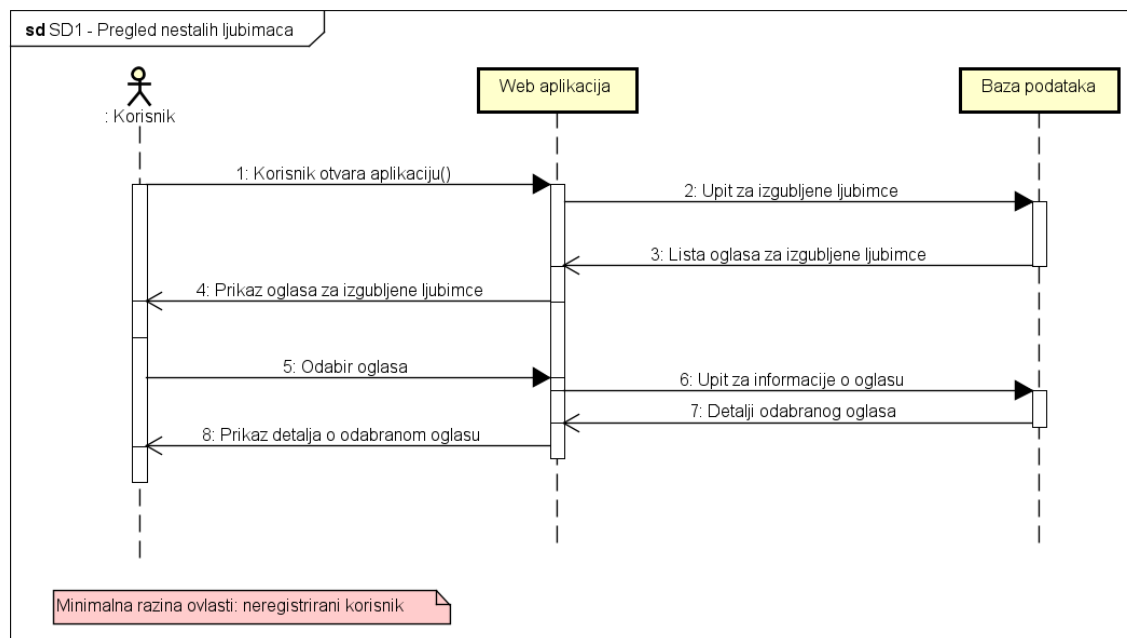 sd SD1 - Pregled nestalih ljubimaca
: Korisnik
Web aplikacija
Baza podataka
1: Korisnik otvara aplikaciju()
2: Upit za izgubljene ljubimce
3: Lista oglasa za izgubljene ljubimce
4: Prikaz oglasa za izgubljene ljubimce
5: Odabir oglasa
6: Upit za informacije o oglasu
7: Detalji odabranog oglasa
8: Prikaz detalja o odabranom oglasu
Minimalna razina ovlasti: neregistrirani korisnik